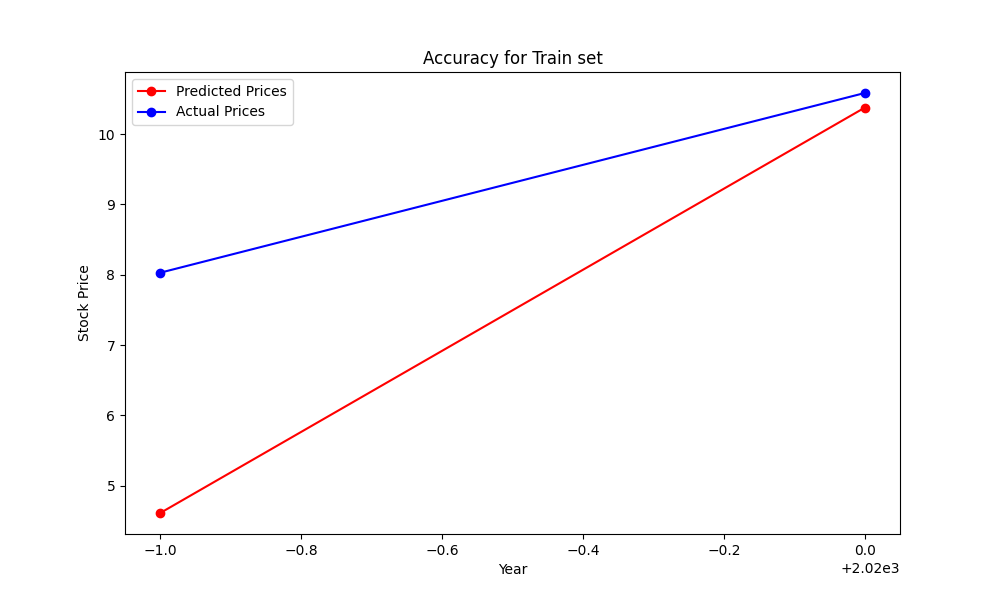 Accuracy for Train set
Predicted Prices
Actual Prices
Stock Price
10
9
8
7
6
5
−1.0 −0.8 −0.6 −0.4 −0.2 0.0
+2.02e3
Year